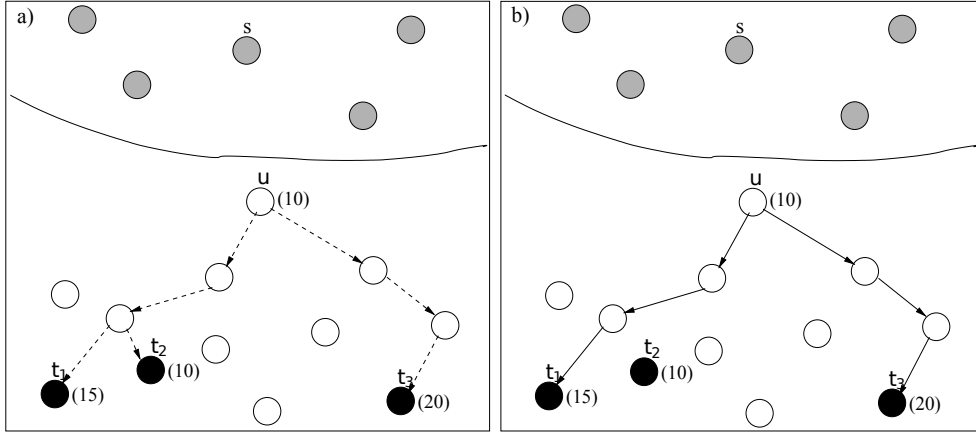 a)
s
u
(10)
t₁
(15)
t₂
(10)
t₃
(20)
b)
s
u
(10)
t₁
(15)
t₂
(10)
t₃
(20)